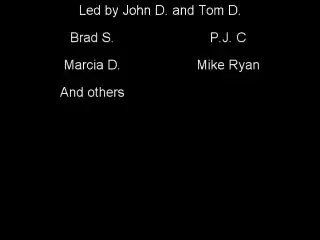 Led by John D. and Tom D.
Brad S. P.J. C
Marcia D. Mike Ryan
And others